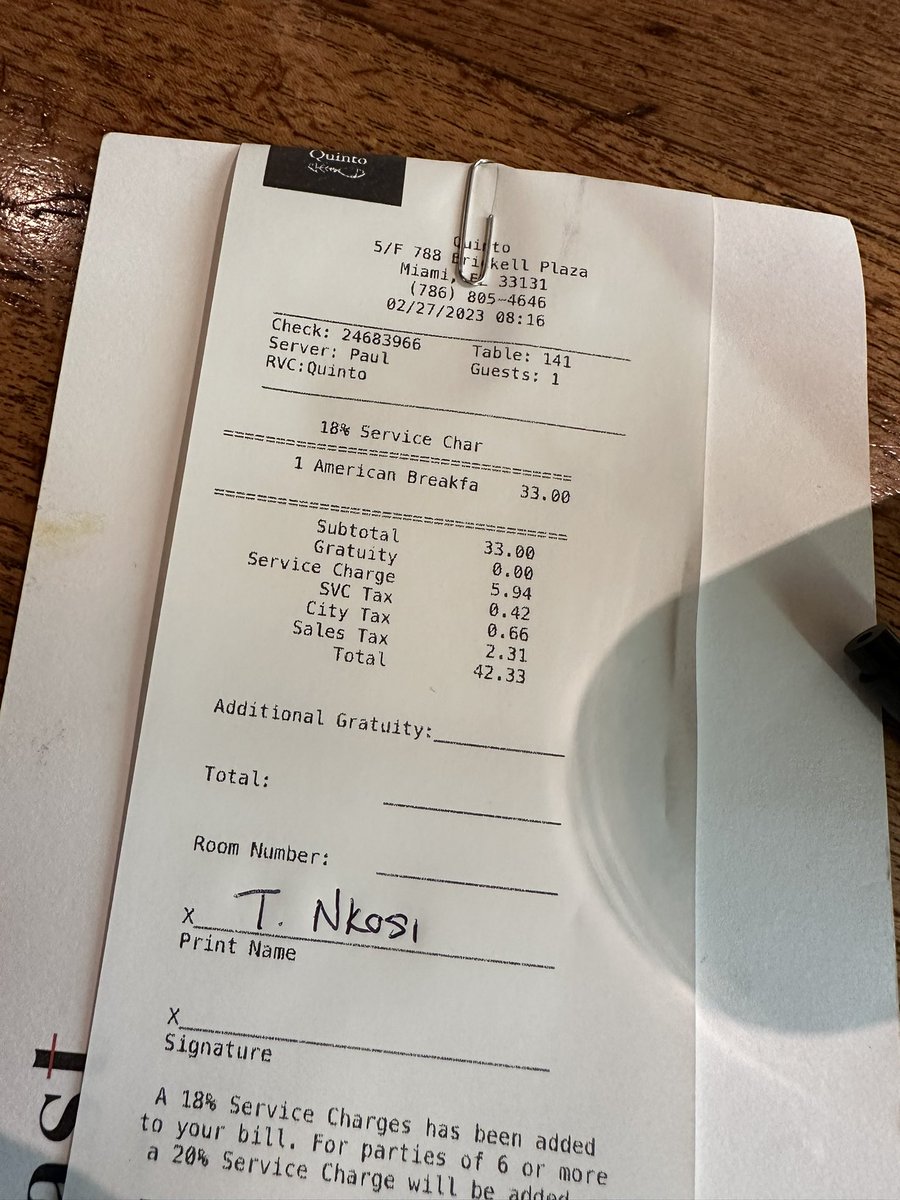 Quinto
Quinto
5/F 788 Brickell Plaza
Miami, FL 33131
(786) 805-4646
02/27/2023 08:16
Check: 24683966 Table: 141
Server: Paul Guests: 1
RVC:Quinto
18% Service Char
1 American Breakfa 33.00
Subtotal 33.00
Gratuity 0.00
Service Charge 5.94
SVC Tax 0.42
City Tax 0.66
Sales Tax 2.31
Total 42.33
Additional Gratuity:
Total:
Room Number:
X T. Nkosi
Print Name
X
Signature
A 18% Service Charges has been added
to your bill. For parties of 6 or more
a 20% Service Charge will be added
ast